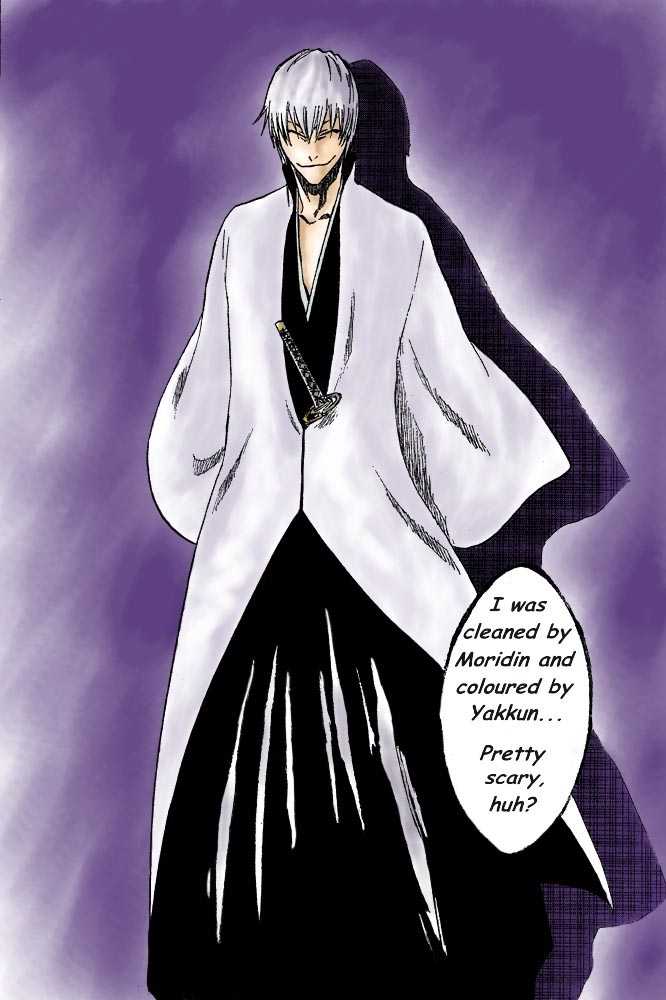 I was
cleaned by
Moridin and
coloured by
Yakkun...
Pretty
scary,
huh?